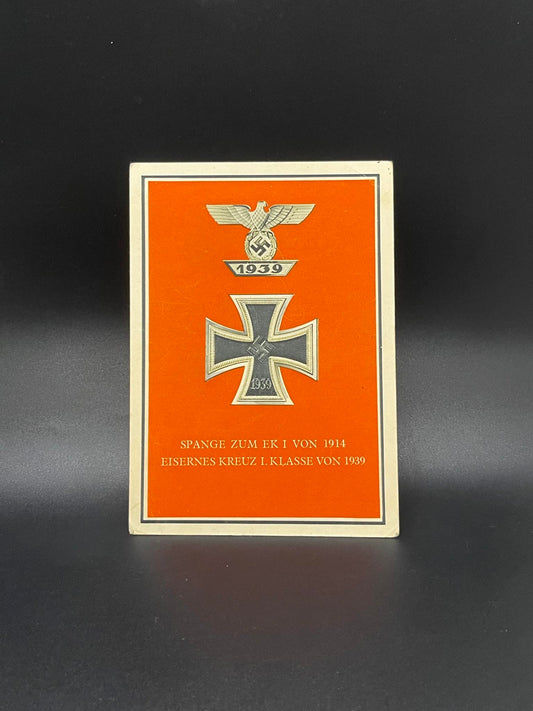 1939
1939
SPANGE ZUM EK I VON 1914
EISERNES KREUZ I. KLASSE VON 1939